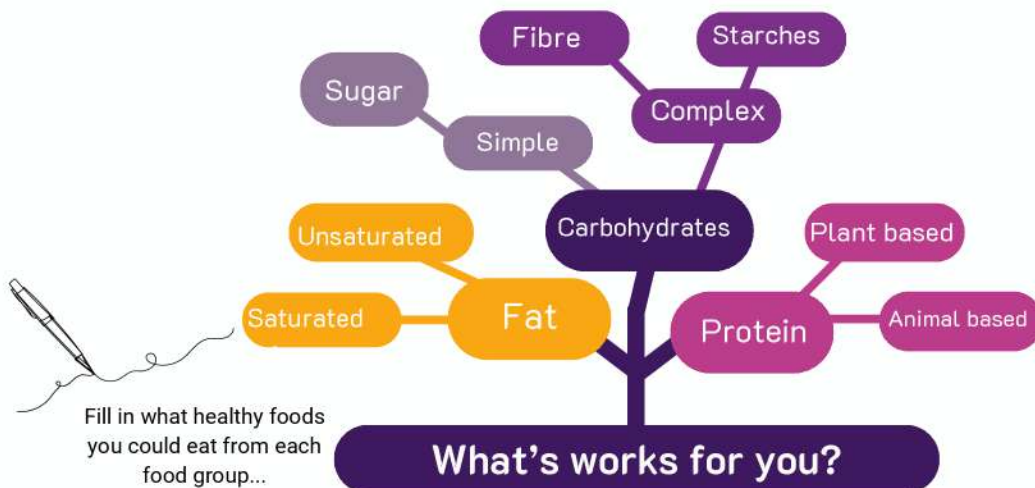 Fibre
Starches
Sugar
Complex
Simple
Carbohydrates
Unsaturated
Plant based
Saturated
Fat
Protein
Animal based
Fill in what healthy foods
you could eat from each
food group...
What's works for you?